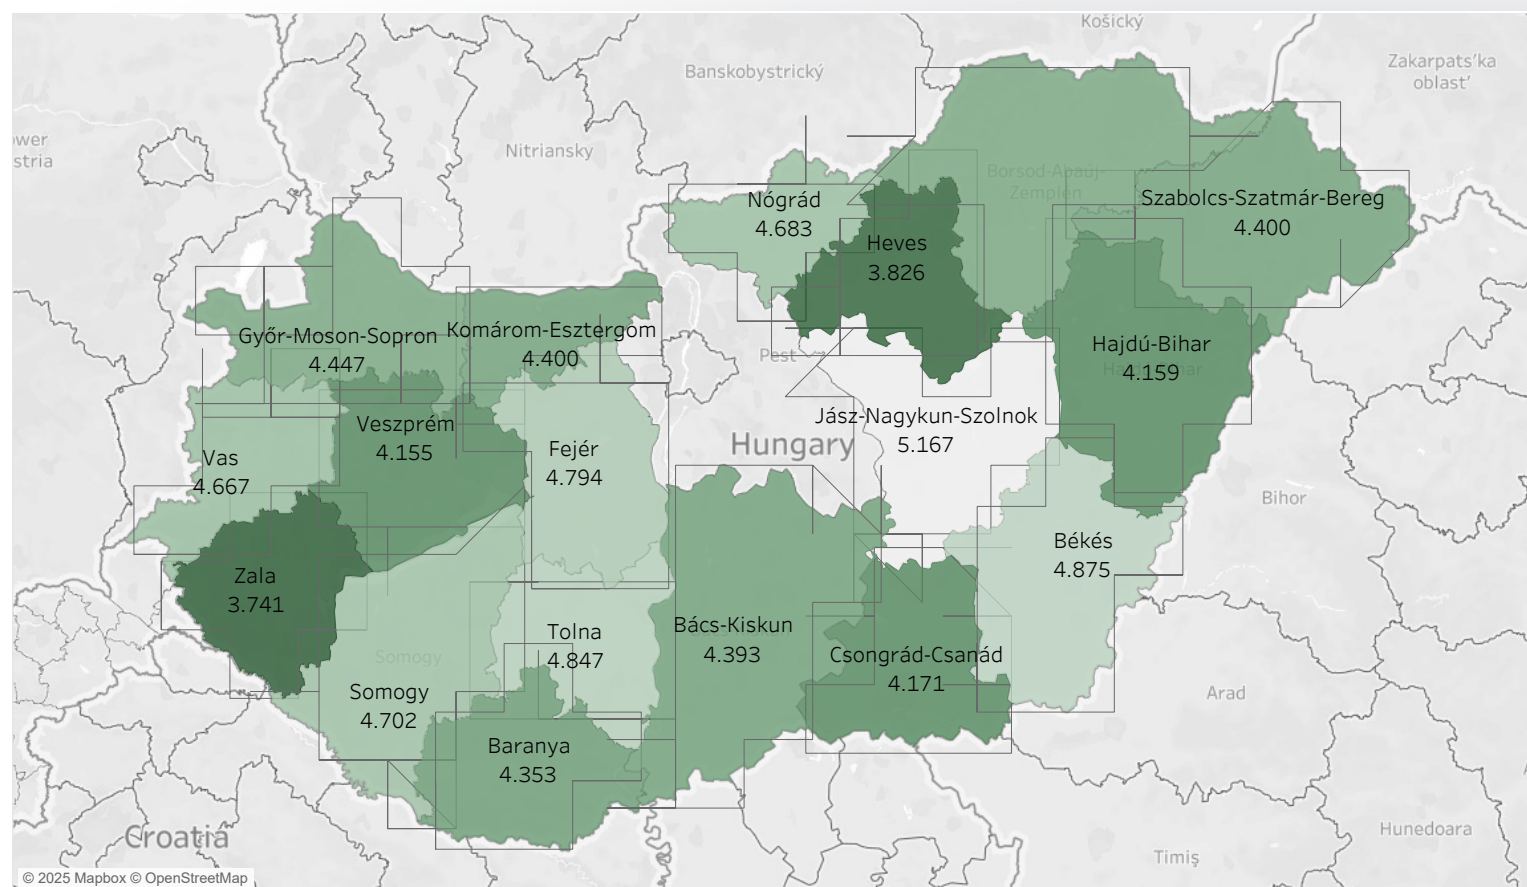 Košický
Banskobystrický
Zakarpats'ka
oblast'
ower
stria
Nitriansky
Borsod-Abaúj-
Zemplén
Nógrád
4.683
Szabolcs-Szatmár-Bereg
4.400
Heves
3.826
Győr-Moson-Sopron
4.447
Komárom-Esztergom
4.400
Pest
Hajdú-Bihar
4.159
Veszprém
4.155
Jász-Nagykun-Szolnok
5.167
Hungary
Fejér
4.794
Vas
4.667
Bihor
Békés
4.875
Zala
3.741
Tolna
4.847
Bács-Kiskun
4.393
Csongrád-Csanád
4.171
Somogy
Somogy
4.702
Arad
Baranya
4.353
Croatia
Hunedoara
Timiș
© 2025 Mapbox © OpenStreetMap